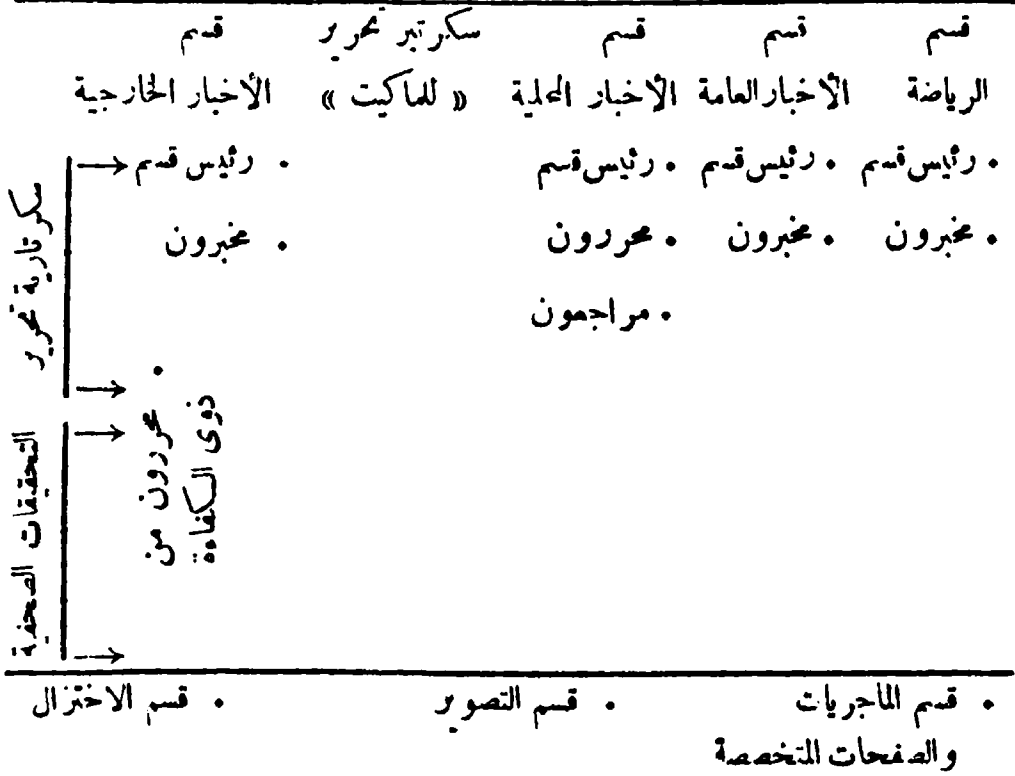 قسم قسم قسم سكرتير تحرير قسم
الرياضة الأخبار العامة الأخبار المحلية « للماكيت » الأخبار الخارجية
• رئيس قسم • رئيس قسم • رئيس قسم • رئيس قسم
• مخبرون • مخبرون • محررون • مخبرون
• مراجعون
سكرتارية تحرير
• محررون من
ذوى الكفاءة
التحقيقات الصحفية
• قسم الماجريات • قسم التصوير • قسم الاختزال
والصفحات المتخصصة